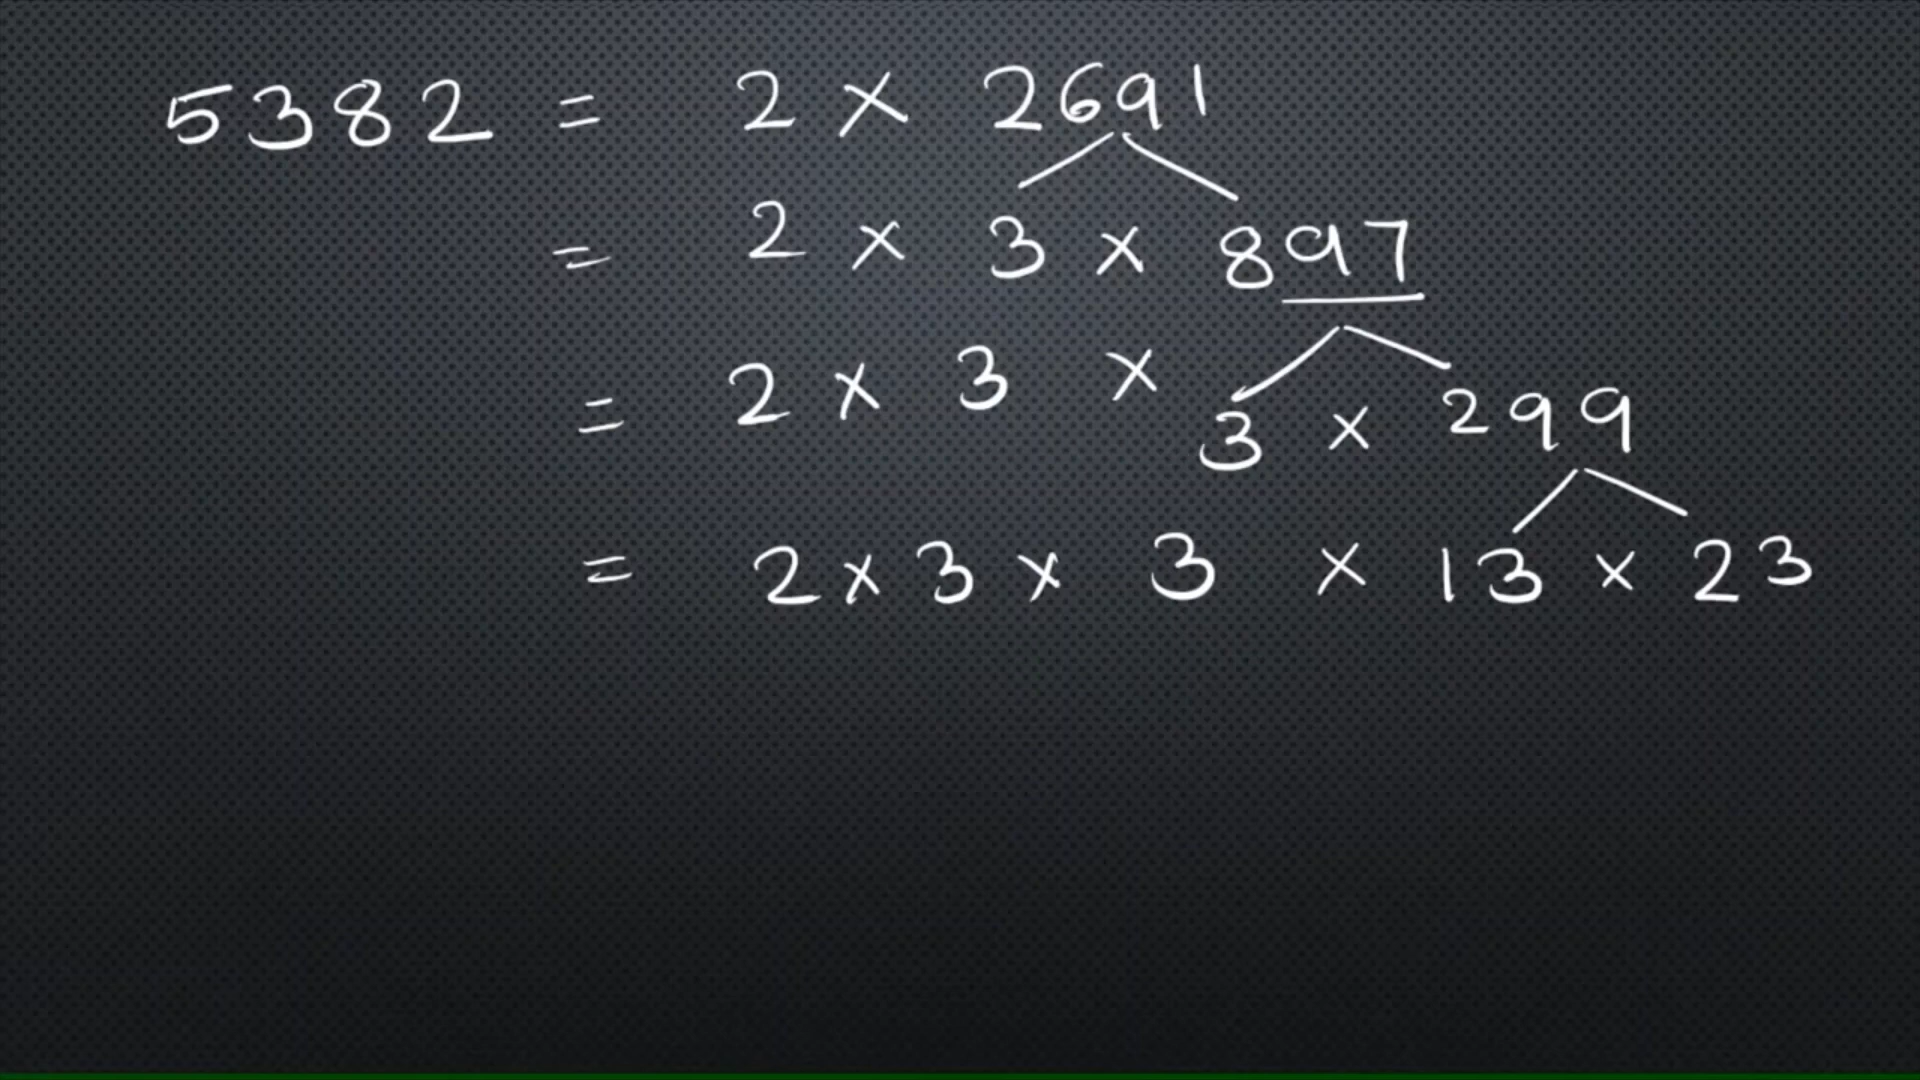 5382 = 2 × 2691
= 2 × 3 × 897
= 2 × 3 × 3 × 299
= 2 × 3 × 3 × 13 × 23